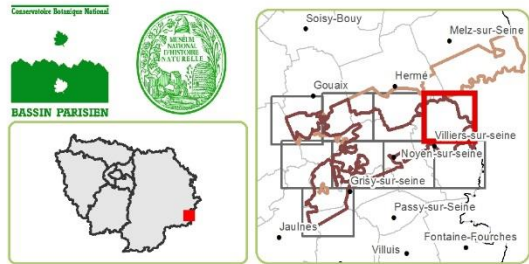 Conservatoire Botanique National
BASSIN PARISIEN
MUSÉUM
NATIONAL
D'HISTOIRE
NATURELLE
Soisy-Bouy
Melz-sur-Seine
Hermé
Gouaix
Villiers-sur-seine
Noyen-sur-seine
Grisy-sur-seine
Passy-sur-Seine
Jaulnes
Fontaine-Fourches
Villuis